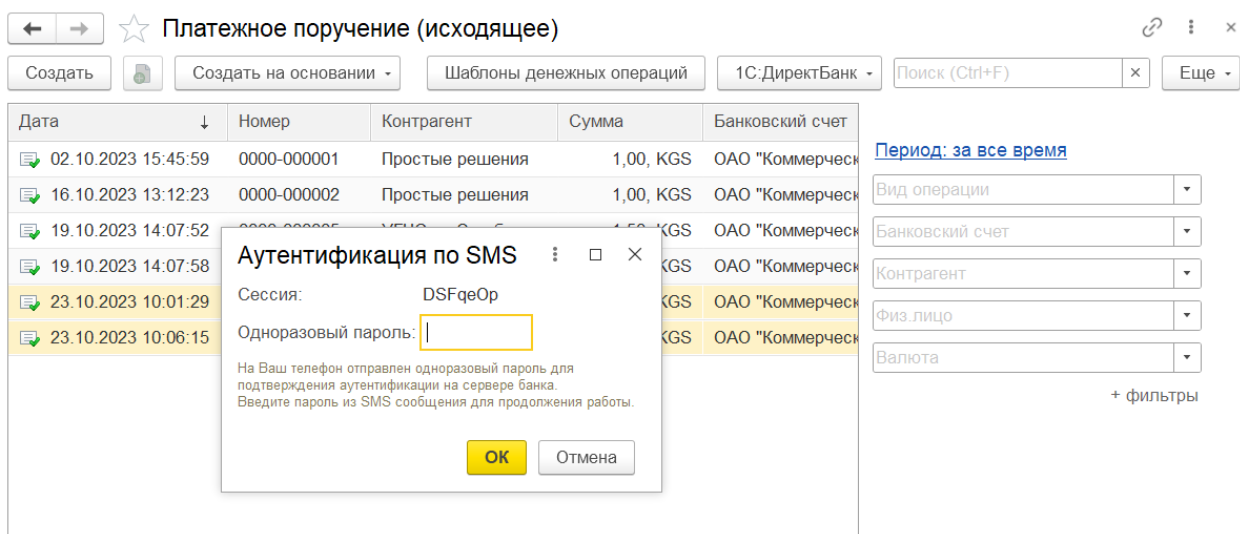 Платежное поручение (исходящее)
Создать
Создать на основании
Шаблоны денежных операций
1С:ДиректБанк
Поиск (Ctrl+F)
Еще
Дата Номер Контрагент Сумма Банковский счет
02.10.2023 15:45:59 0000-000001 Простые решения 1,00, KGS ОАО "Коммерческ
16.10.2023 13:12:23 0000-000002 Простые решения 1,00, KGS ОАО "Коммерческ
19.10.2023 14:07:52 ОАО "Коммерческ
19.10.2023 14:07:58 KGS ОАО "Коммерческ
23.10.2023 10:01:29 KGS ОАО "Коммерческ
23.10.2023 10:06:15 KGS ОАО "Коммерческ
Аутентификация по SMS
Сессия: DSFqeOp
Одноразовый пароль:
На Ваш телефон отправлен одноразовый пароль для
подтверждения аутентификации на сервере банка.
Введите пароль из SMS сообщения для продолжения работы.
ОК
Отмена
Период: за все время
Вид операции
Банковский счет
Контрагент
Физ.лицо
Валюта
+ фильтры